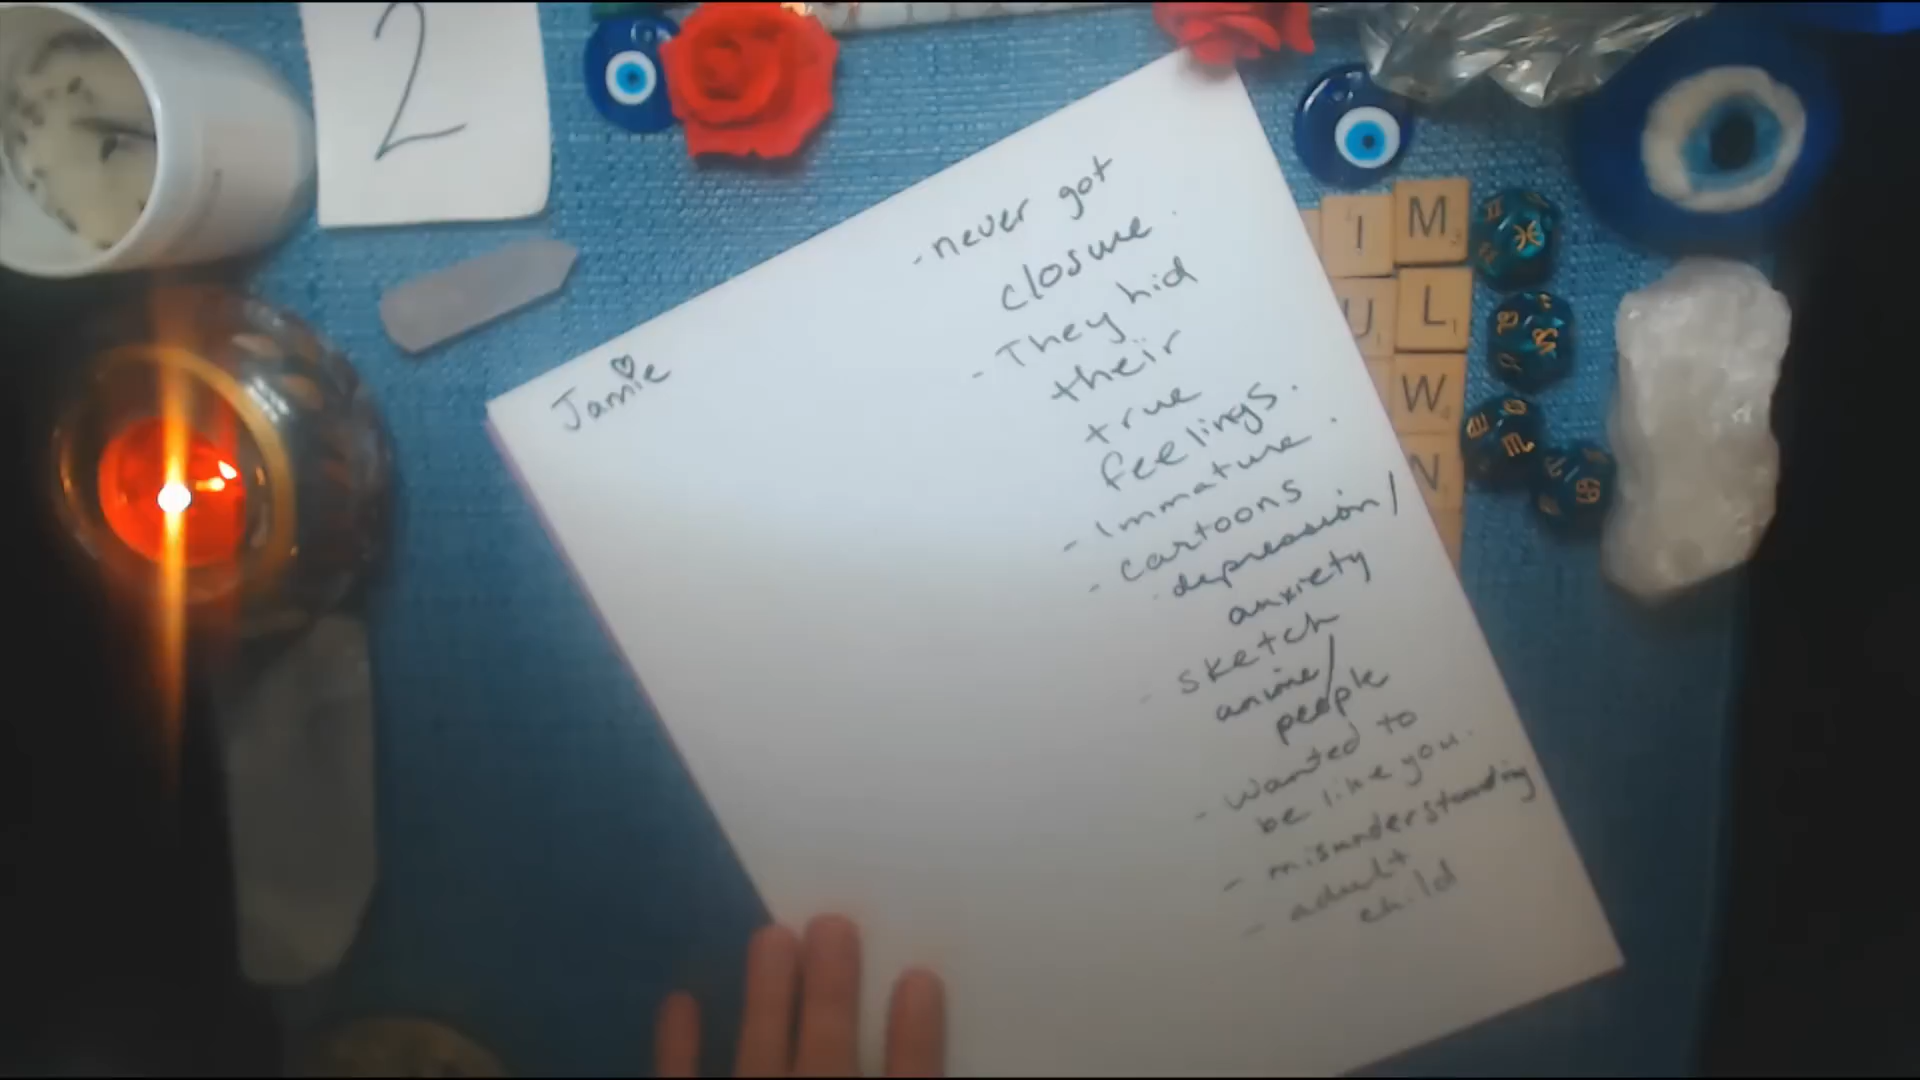 2
Jamie
- never got
closure.
- They hid
their
true
feelings.
- Immature.
- cartoons
- depression/
anxiety
- sketch
anime/
people
- wanted to
be like you.
- misunderstanding
- adult
child
I M
U L
W
N